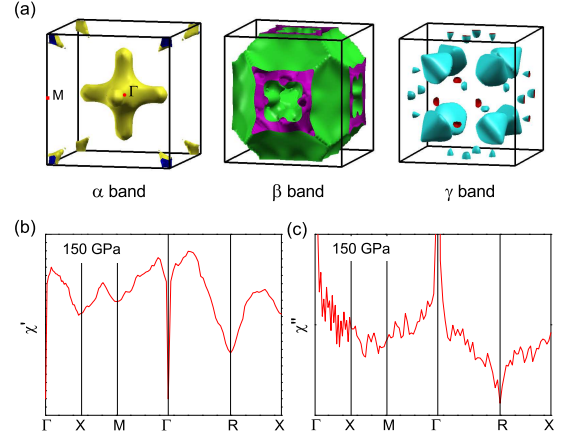 (a)
M
Γ
α band
β band
γ band
(b)
(c)
150 GPa
150 GPa
χ'
χ"
Γ X M Γ R X
Γ X M Γ R X